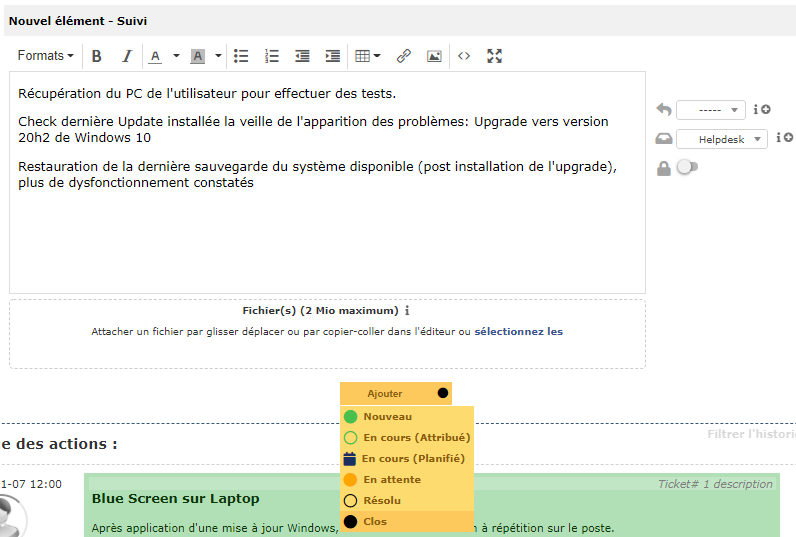 Nouvel élément - Suivi
Formats
B I A A
Récupération du PC de l'utilisateur pour effectuer des tests.
Check dernière Update installée la veille de l'apparition des problèmes: Upgrade vers version
20h2 de Windows 10
Restauration de la dernière sauvegarde du système disponible (post installation de l'upgrade),
plus de dysfonctionnement constatés
-----
Helpdesk
Fichier(s) (2 Mio maximum)
Attacher un fichier par glisser déplacer ou par copier-coller dans l'éditeur ou sélectionnez les
Ajouter
Nouveau
En cours (Attribué)
En cours (Planifié)
En attente
Résolu
Clos
Filtrer l'histori
e des actions :
1-07 12:00
Ticket# 1 description
Blue Screen sur Laptop
Après application d'une mise à jour Windows, à répétition sur le poste.